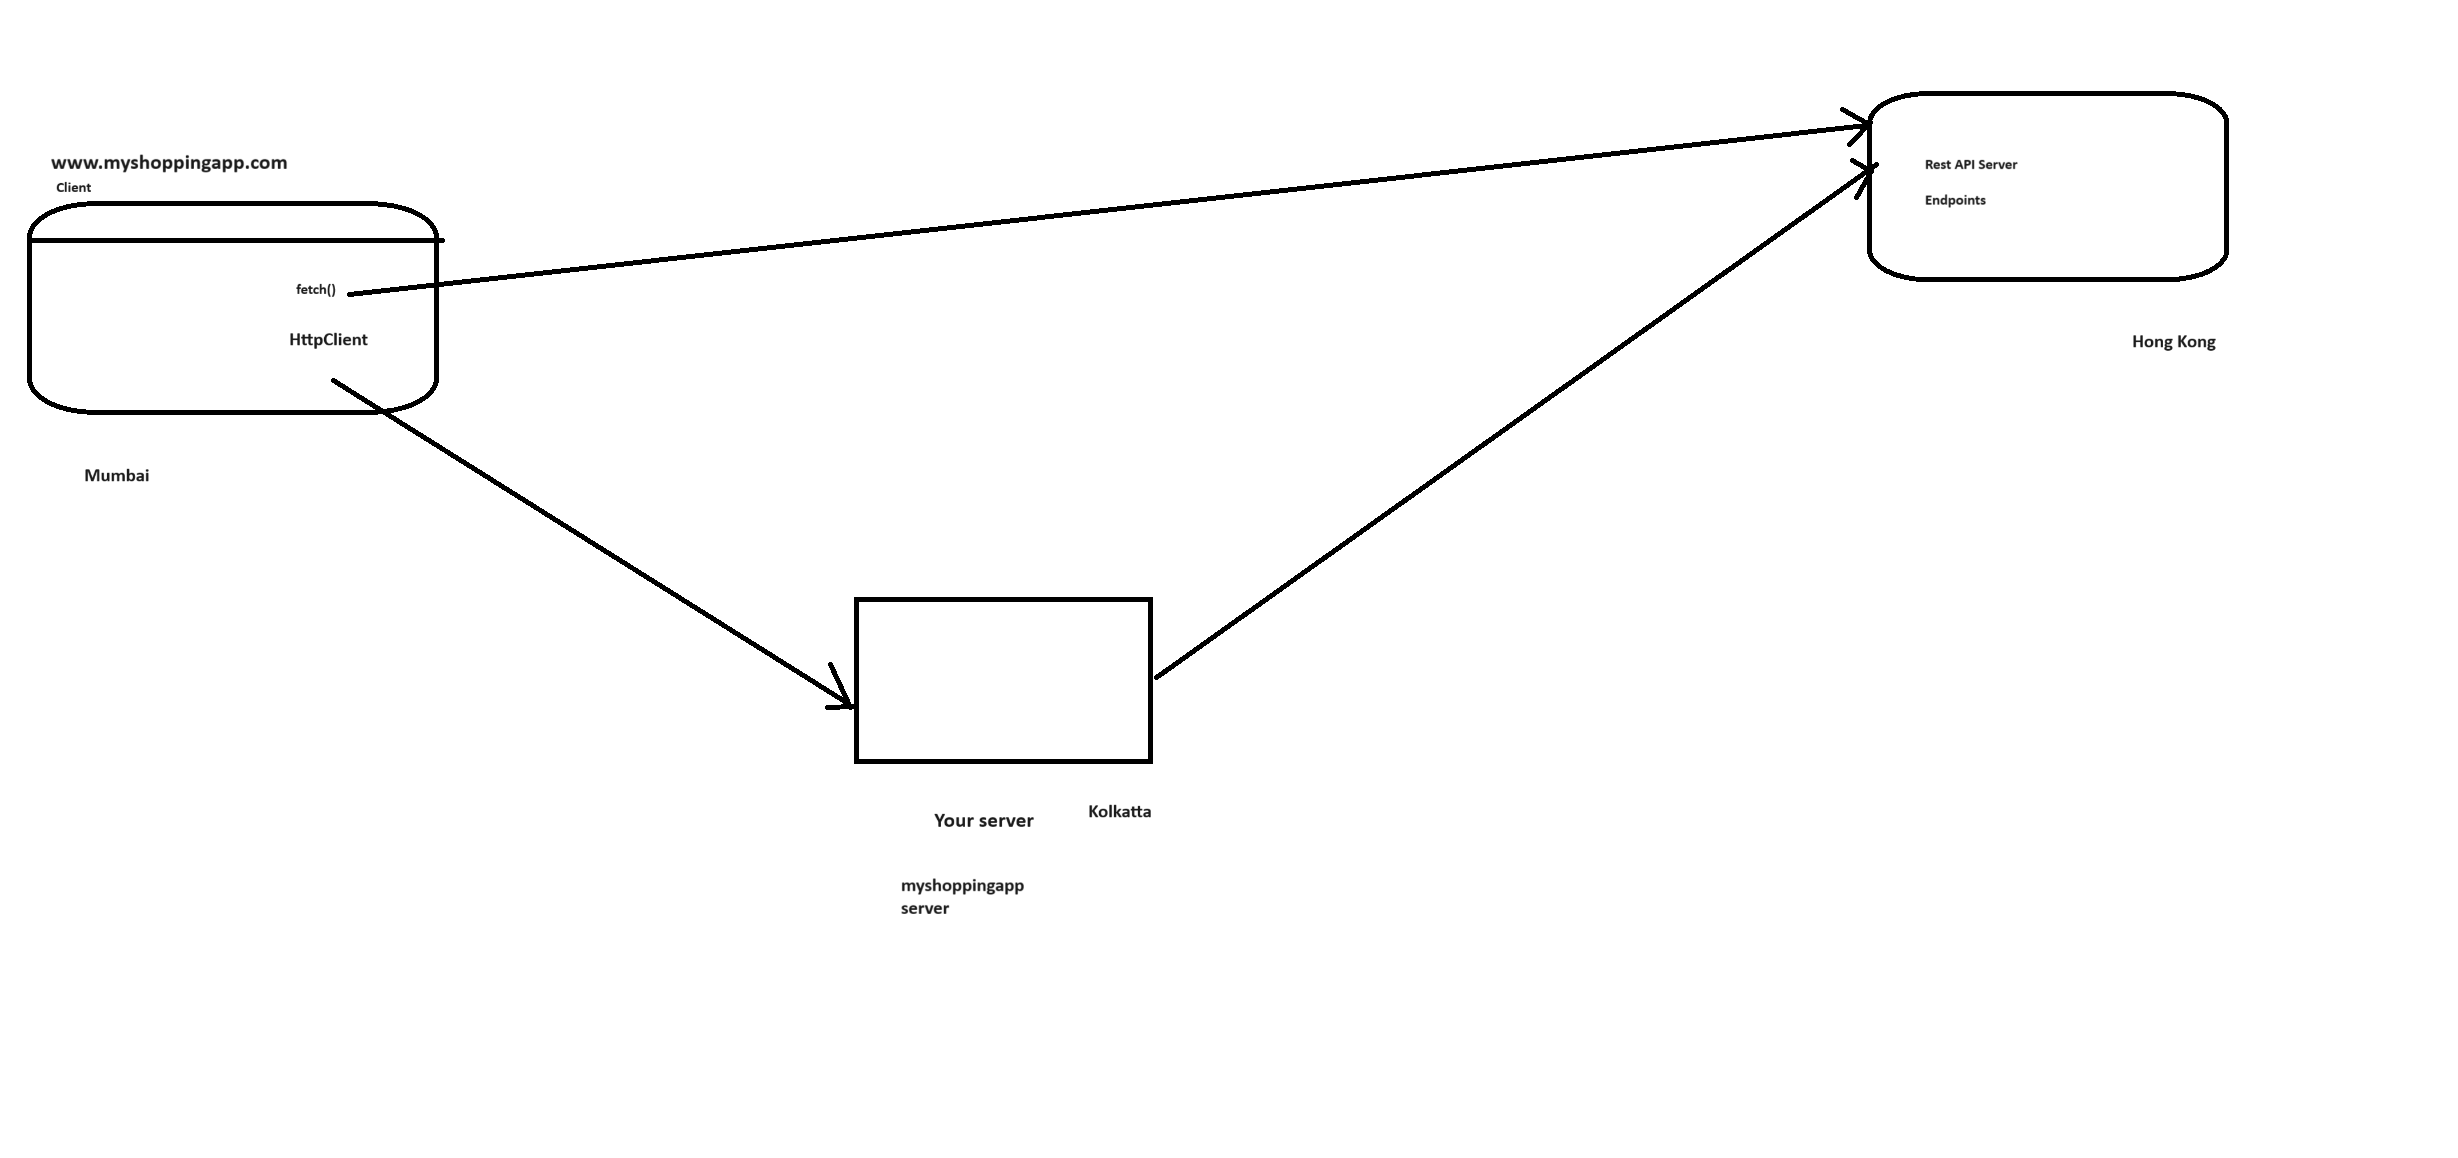 www.myshoppingapp.com
Client
fetch()
HttpClient
Mumbai
Rest API Server
Endpoints
Hong Kong
Your server
Kolkatta
myshoppingapp
server